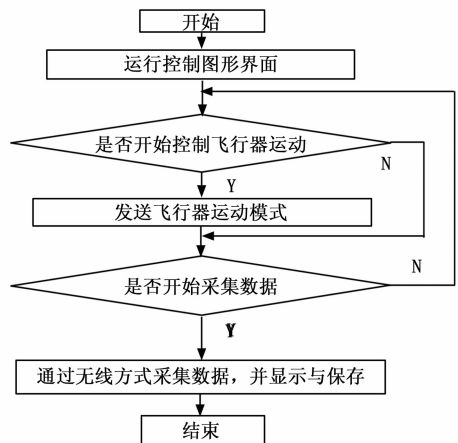 开始
运行控制图形界面
是否开始控制飞行器运动
N
Y
发送飞行器运动模式
是否开始采集数据
N
Y
通过无线方式采集数据，并显示与保存
结束